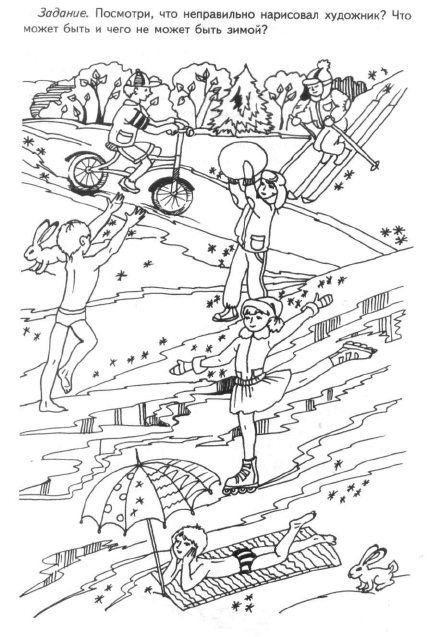 Задание. Посмотри, что неправильно нарисовал художник? Что
может быть и чего не может быть зимой?